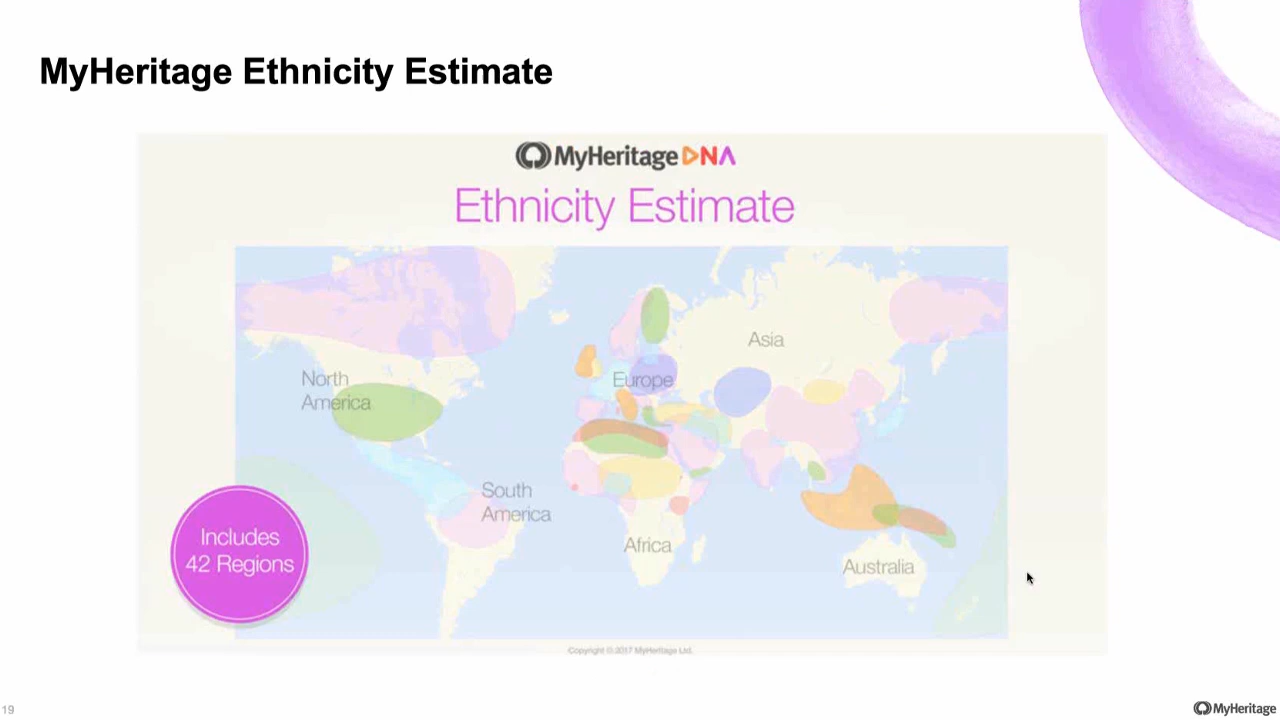 MyHeritage Ethnicity Estimate
MyHeritage DNA
Ethnicity Estimate
Asia
North
America
Europe
South
America
Includes
42 Regions
Africa
Australia
Copyright © 2017 MyHeritage Ltd.
19
MyHeritage